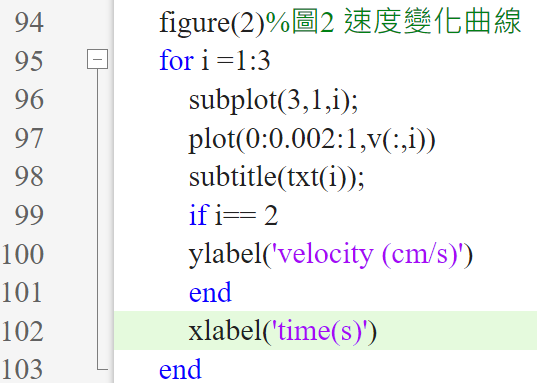 94 figure(2)%圖2 速度變化曲線
95 for i =1:3
96 subplot(3,1,i);
97 plot(0:0.002:1,v(:,i))
98 subtitle(txt(i));
99 if i== 2
100 ylabel('velocity (cm/s)')
101 end
102 xlabel('time(s)')
103 end